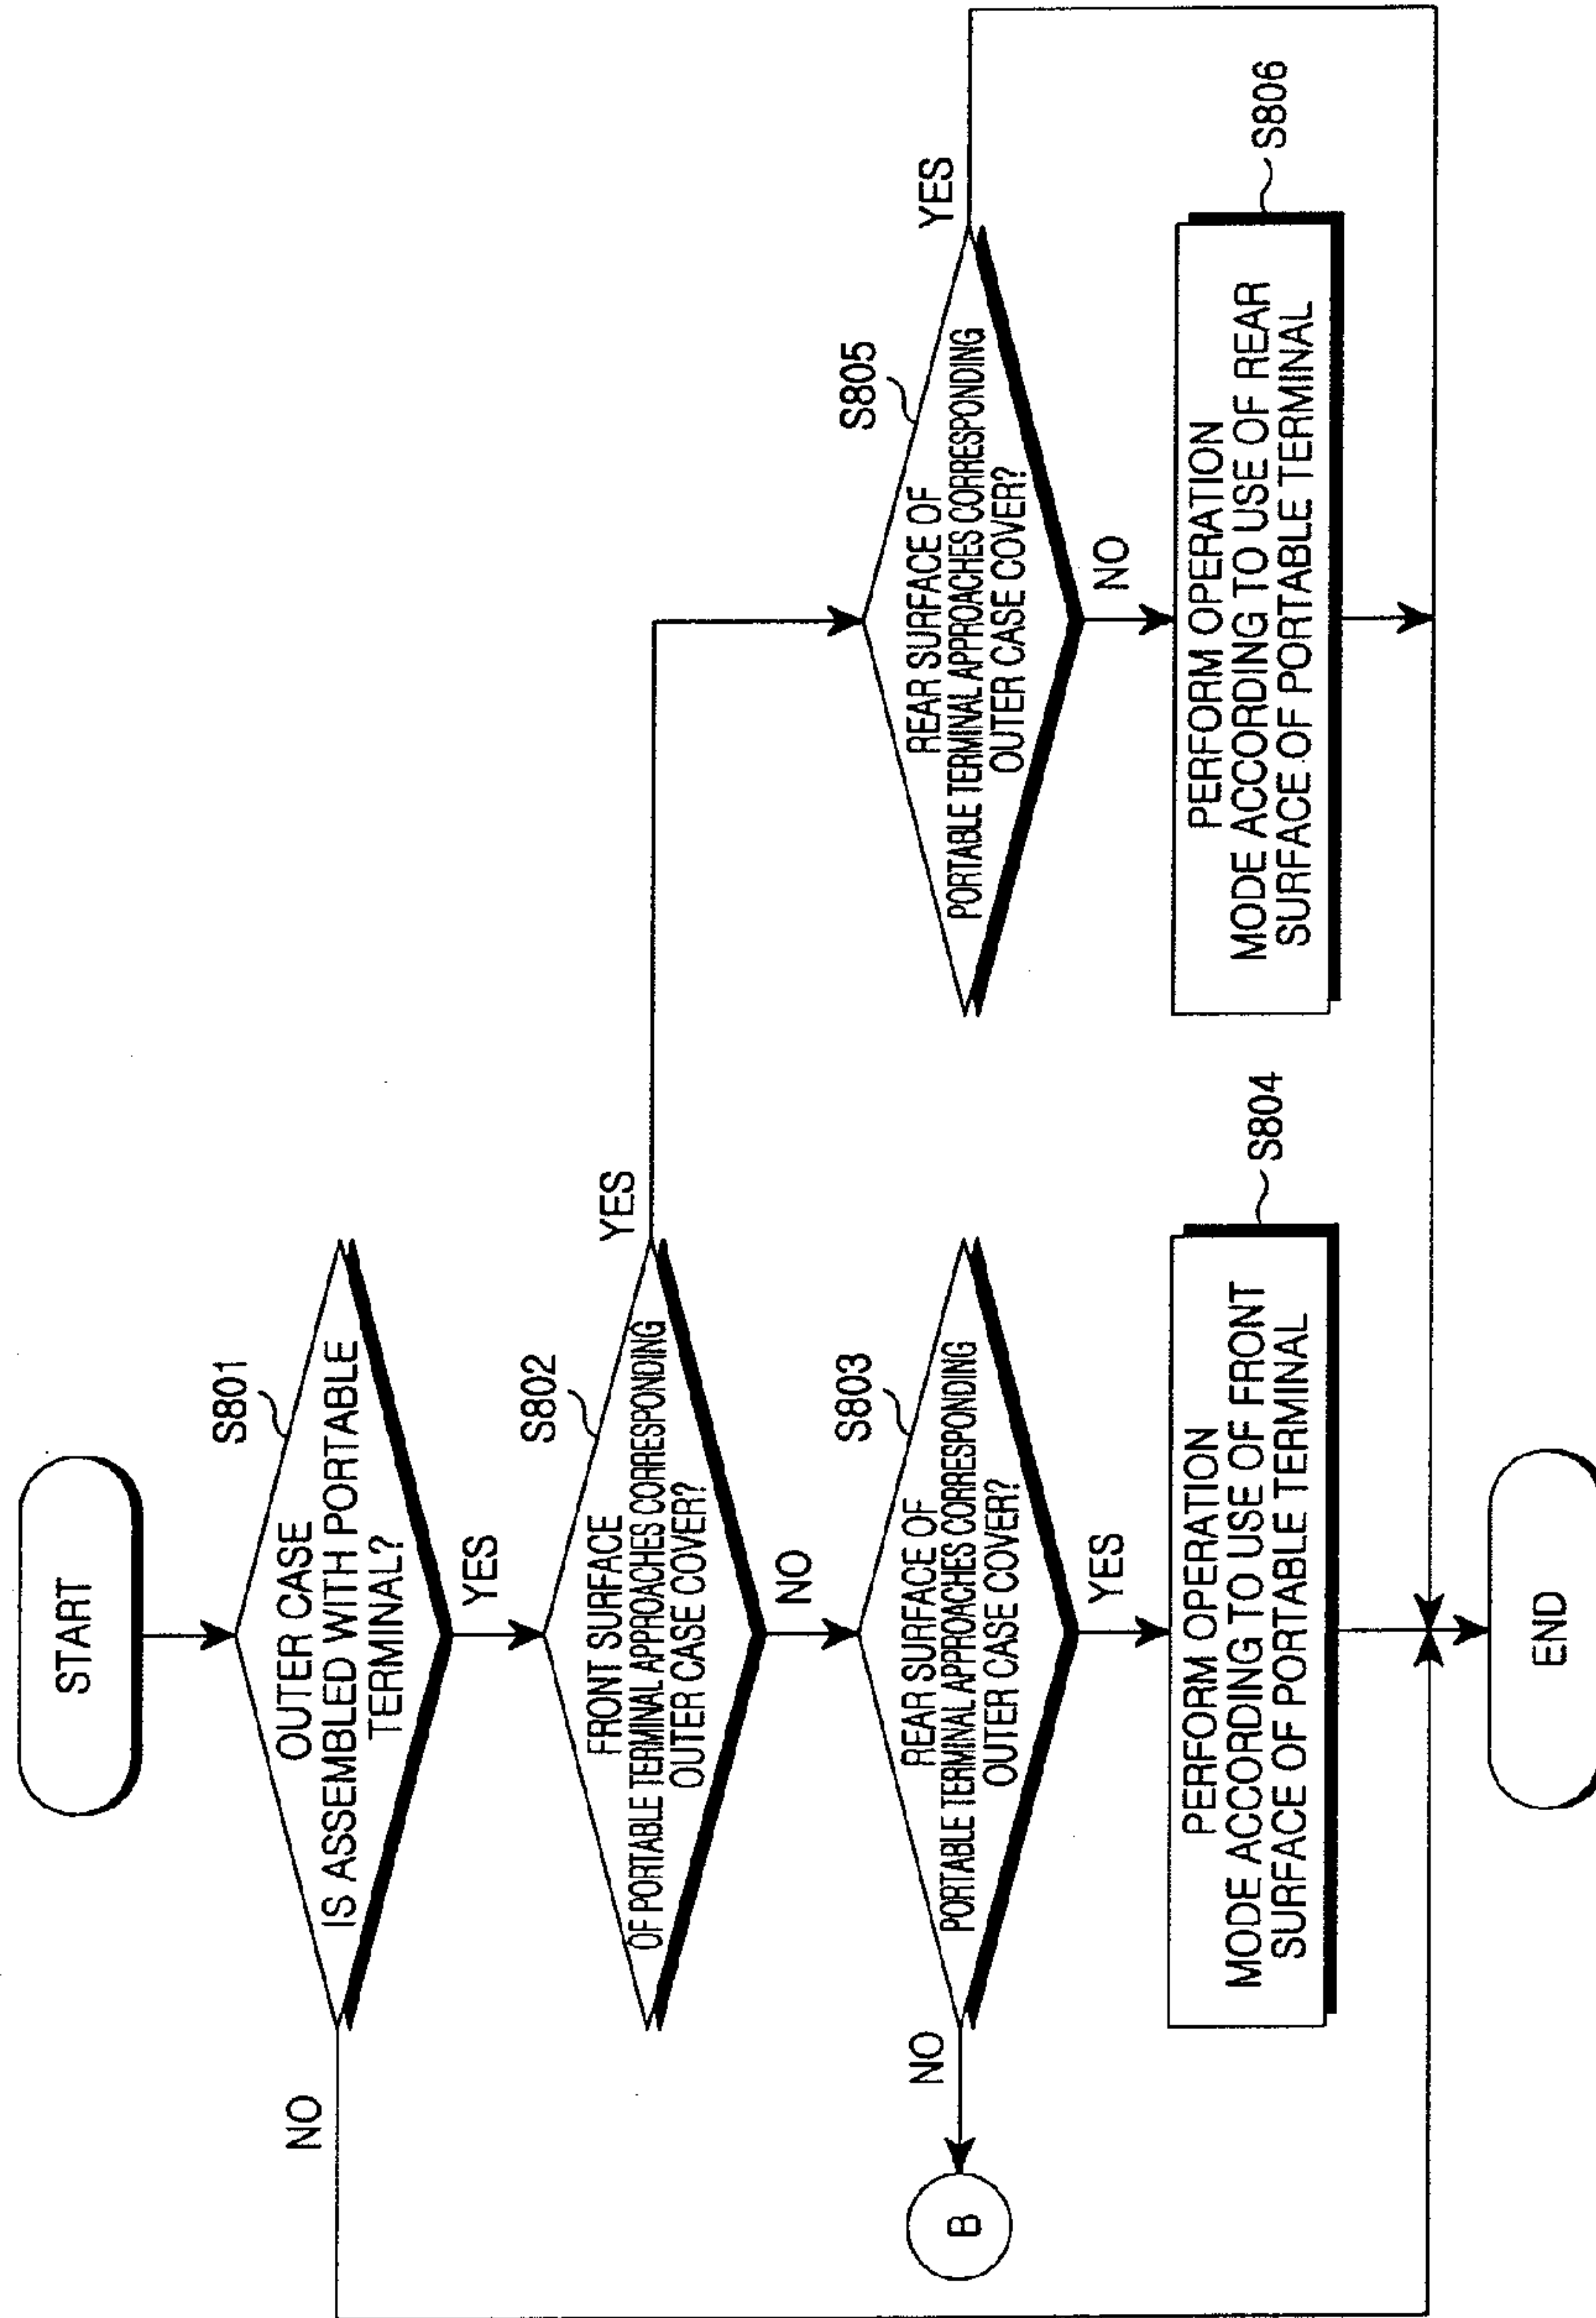 START
S801
OUTER CASE
IS ASSEMBLED WITH PORTABLE
TERMINAL?
NO
YES
S802
FRONT SURFACE
OF PORTABLE TERMINAL APPROACHES CORRESPONDING
OUTER CASE COVER?
YES
NO
S803
REAR SURFACE OF
PORTABLE TERMINAL APPROACHES CORRESPONDING
OUTER CASE COVER?
NO
B
YES
S805
REAR SURFACE OF
PORTABLE TERMINAL APPROACHES CORRESPONDING
OUTER CASE COVER?
YES
NO
PERFORM OPERATION
MODE ACCORDING TO USE OF FRONT
SURFACE OF PORTABLE TERMINAL
S804
PERFORM OPERATION
MODE ACCORDING TO USE OF REAR
SURFACE OF PORTABLE TERMINAL
S806
END